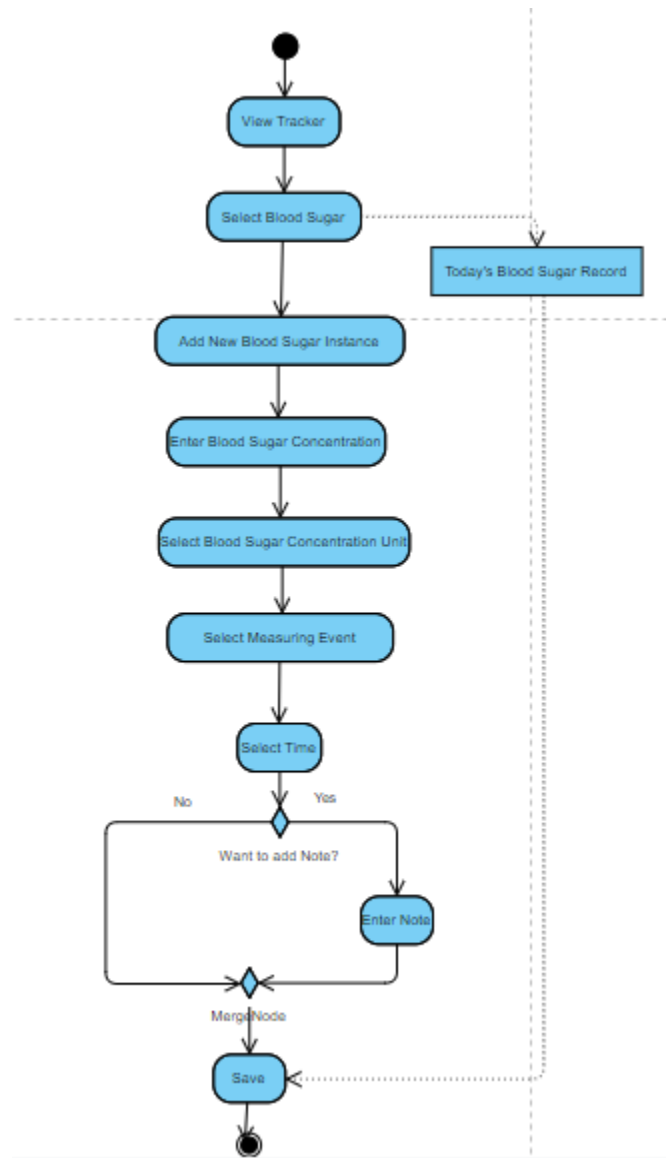 View Tracker
Select Blood Sugar
Today's Blood Sugar Record
Add New Blood Sugar Instance
Enter Blood Sugar Concentration
Select Blood Sugar Concentration Unit
Select Measuring Event
Select Time
No
Yes
Want to add Note?
Enter Note
MergeNode
Save